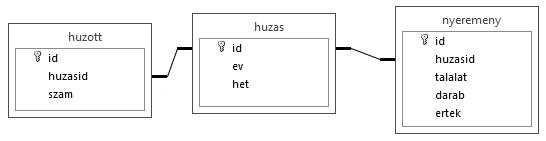 huzott
id
huzasid
szam
huzas
id
ev
het
nyeremeny
id
huzasid
talalat
darab
ertek